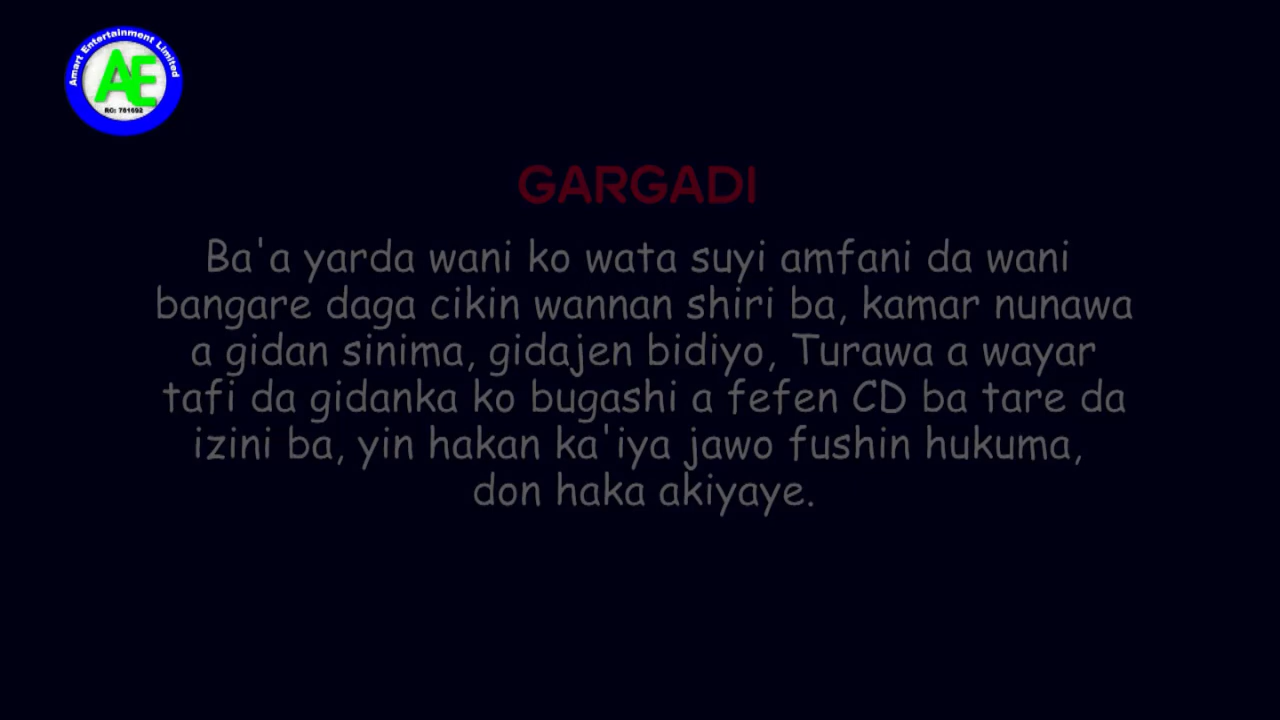 Amart Entertainment Limited
AE
RC: 781692
GARGADI
Ba'a yarda wani ko wata suyi amfani da wani
bangare daga cikin wannan shiri ba, kamar nunawa
a gidan sinima, gidajen bidiyo, Turawa a wayar
tafi da gidanka ko bugashi a fefen CD ba tare da
izini ba, yin hakan ka'iya jawo fushin hukuma,
don haka akiyaye.